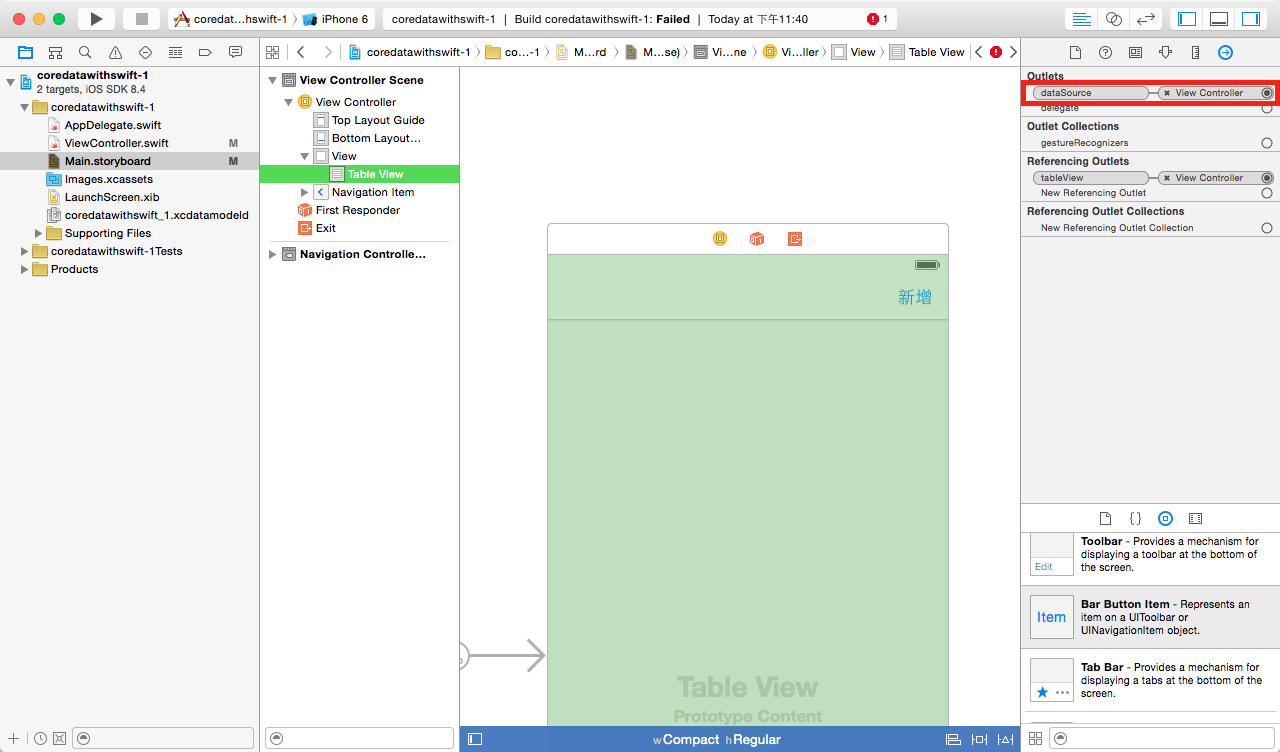 coredat...hswift-1 〉 iPhone 6
coredatawithswift-1 | Build coredatawithswift-1: Failed | Today at 下午11:40
1
coredatawithswift-1
2 targets, iOS SDK 8.4
coredatawithswift-1
AppDelegate.swift
ViewController.swift M
Main.storyboard M
Images.xcassets
LaunchScreen.xib
coredatawithswift_1.xcdatamodeld
Supporting Files
coredatawithswift-1Tests
Products
coredatawithswift-1 〉 co...-1 〉 M...rd 〉 M...se) 〉 Vi...ne 〉 Vi...ller 〉 View 〉 Table View
View Controller Scene
View Controller
Top Layout Guide
Bottom Layout...
View
Table View
Navigation Item
First Responder
Exit
Navigation Controlle...
新增
Table View
Prototype Content
wCompact hRegular
Outlets
dataSource View Controller
delegate
Outlet Collections
gestureRecognizers
Referencing Outlets
tableView View Controller
New Referencing Outlet
Referencing Outlet Collections
New Referencing Outlet Collection
{}
Edit
Toolbar - Provides a mechanism for
displaying a toolbar at the bottom of
the screen.
Item
Bar Button Item - Represents an
item on a UIToolbar or
UINavigationItem object.
Tab Bar - Provides a mechanism for
displaying a tabs at the bottom of the
screen.